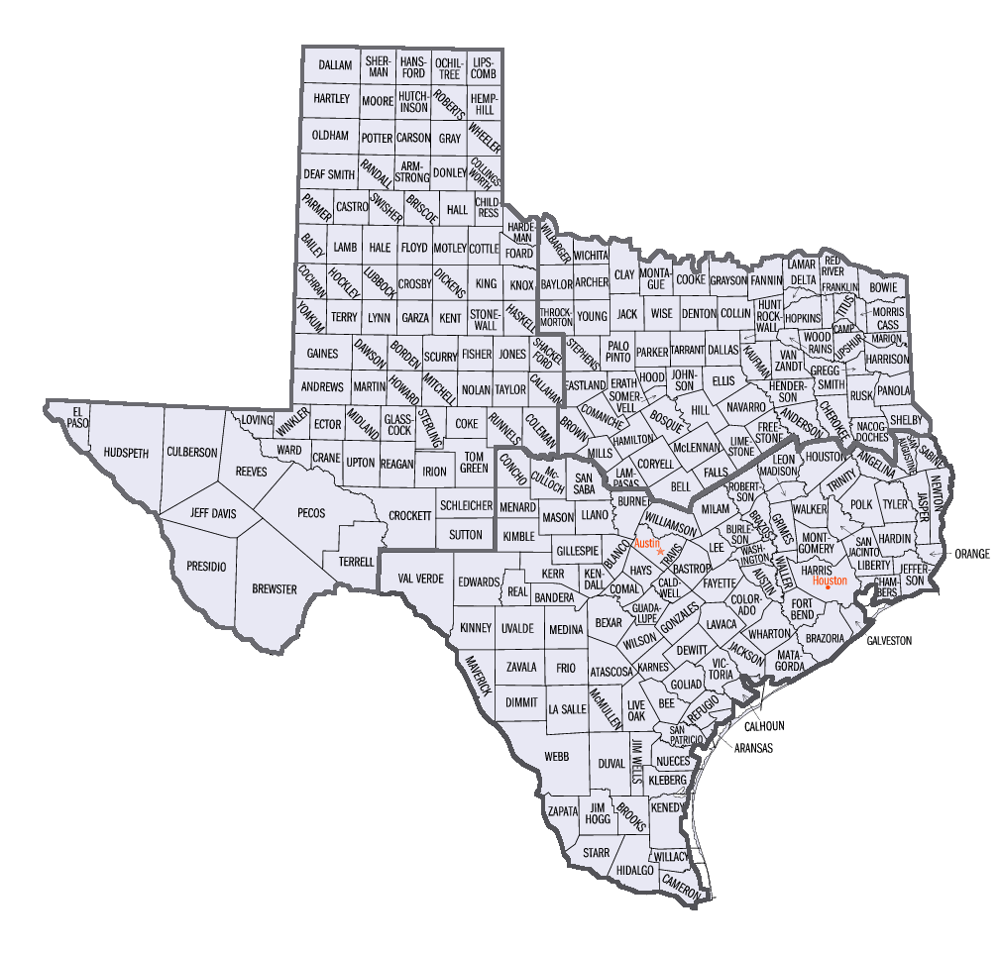 DALLAM
SHER-
MAN
HANS-
FORD
OCHIL-
TREE
LIPS-
COMB
HARTLEY
MOORE
HUTCH-
INSON
ROBERTS
HEMP-
HILL
OLDHAM
POTTER
CARSON
GRAY
WHEELER
DEAF SMITH
RANDALL
ARM-
STRONG
DONLEY
COLLINGS
WORTH
PARMER
CASTRO
SWISHER
BRISCOE
HALL
CHILD
RESS
HARDE-
MAN
BAILEY
LAMB
HALE
FLOYD
MOTLEY
COTTLE
FOARD
WILBARGER
WICHITA
COCHRAN
HOCKLEY
LUBBOCK
CROSBY
DICKENS
KING
KNOX
BAYLOR
ARCHER
CLAY
MONTA-
GUE
COOKE
GRAYSON
FANNIN
LAMAR
RED
RIVER
DELTA
FRANKLIN
BOWIE
YOAKUM
TERRY
LYNN
GARZA
KENT
STONE-
WALL
HASKELL
THROCK-
MORTON
YOUNG
JACK
WISE
DENTON
COLLIN
HUNT
ROCK-
WALL
HOPKINS
TITUS
CAMP
MORRIS
CASS
GAINES
DAWSON
BORDEN
SCURRY
FISHER
JONES
SHACKEL
FORD
STEPHENS
PALO
PINTO
PARKER
TARRANT
DALLAS
KAUFMAN
VAN
ZANDT
WOOD
RAINS
UPSHUR
MARION
HARRISON
GREGG
ANDREWS
MARTIN
HOWARD
MITCHELL
NOLAN
TAYLOR
CALLAHAN
EASTLAND
ERATH
HOOD
SOMER-
VELL
JOHN-
SON
ELLIS
HENDER-
SON
SMITH
RUSK
PANOLA
EL
PASO
HUDSPETH
CULBERSON
LOVING
WINKLER
ECTOR
MIDLAND
GLASS-
COCK
STERLING
COKE
RUNNELS
COLEMAN
BROWN
COMANCHE
BOSQUE
HILL
NAVARRO
ANDERSON
CHEROKEE
NACOG-
DOCHES
SHELBY
REEVES
WARD
CRANE
UPTON
REAGAN
IRION
TOM
GREEN
CONCHO
Mc-
CULLOCH
SAN
SABA
MILLS
HAMILTON
CORYELL
McLENNAN
LIME-
STONE
FREE-
STONE
LEON
HOUSTON
ANGELINA
SAN
AUGUSTINE
SABINE
LAM-
PASAS
BELL
FALLS
MADISON
TRINITY
NEWTON
JASPER
JEFF DAVIS
PECOS
CROCKETT
SCHLEICHER
SUTTON
MENARD
MASON
LLANO
BURNET
WILLIAMSON
MILAM
ROBERT-
SON
BRAZOS
GRIMES
WALKER
POLK
TYLER
KIMBLE
GILLESPIE
BLANCO
Austin
TRAVIS
LEE
BURLE-
SON
WASH-
INGTON
MONT-
GOMERY
SAN
JACINTO
HARDIN
LIBERTY
ORANGE
PRESIDIO
BREWSTER
TERRELL
VAL VERDE
EDWARDS
KERR
REAL
BANDERA
KEN-
DALL
HAYS
COMAL
CALD-
WELL
BASTROP
FAYETTE
AUSTIN
WALLER
HARRIS
Houston
CHAM-
BERS
JEFFER-
SON
KINNEY
UVALDE
MEDINA
BEXAR
GUADA-
LUPE
GONZALES
LAVACA
COLOR-
ADO
FORT
BEND
BRAZORIA
GALVESTON
WHARTON
MATA-
GORDA
MAVERICK
ZAVALA
FRIO
ATASCOSA
WILSON
KARNES
DEWITT
VIC-
TORIA
JACKSON
CALHOUN
DIMMIT
LA SALLE
McMULLEN
LIVE
OAK
BEE
GOLIAD
REFUGIO
ARANSAS
WEBB
DUVAL
JIM WELLS
SAN
PATRICIO
NUECES
KLEBERG
ZAPATA
JIM
HOGG
BROOKS
KENEDY
STARR
HIDALGO
WILLACY
CAMERON